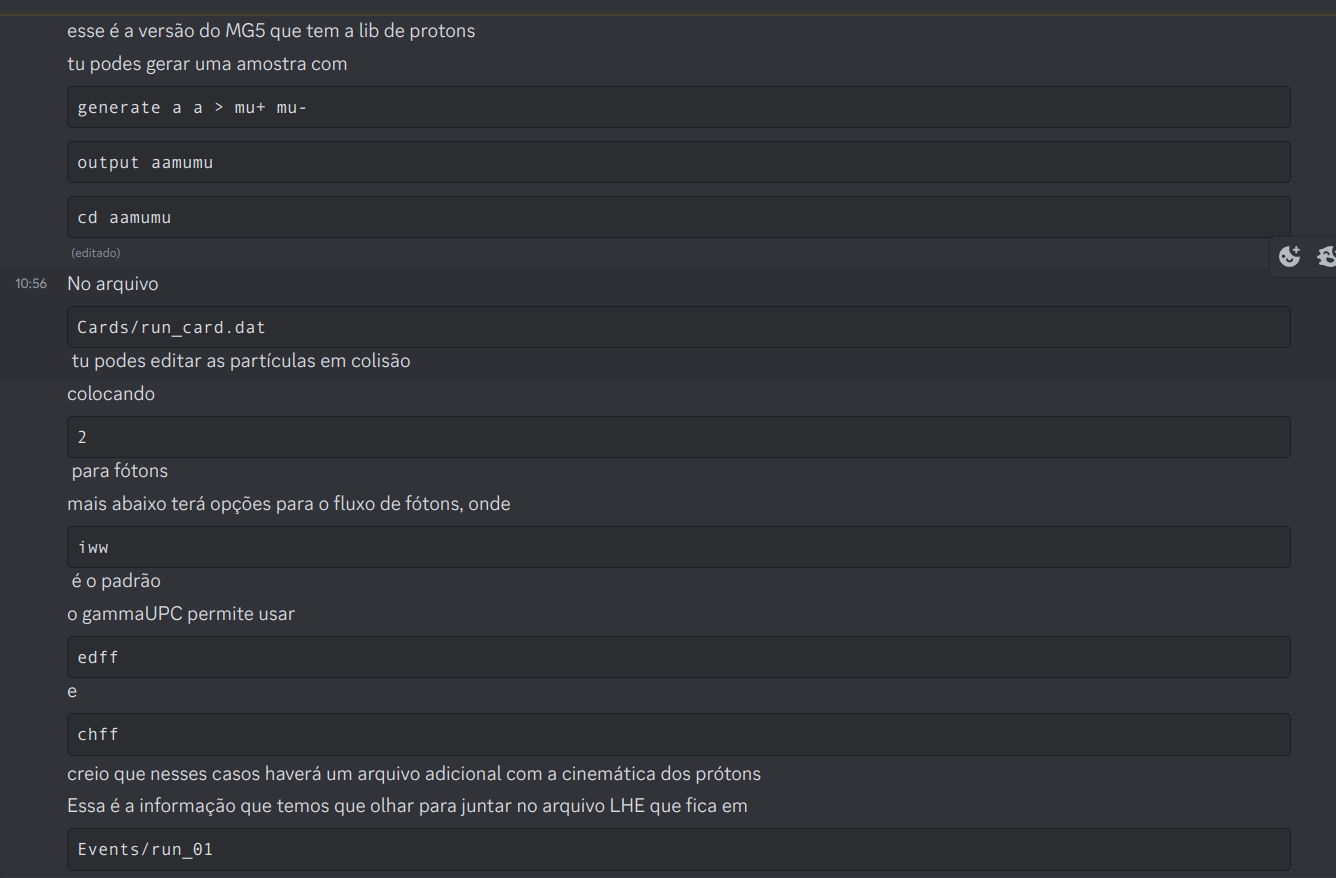 esse é a versão do MG5 que tem a lib de protons
tu podes gerar uma amostra com
generate a a > mu+ mu-
output aamumu
cd aamumu
(editado)
10:56 No arquivo
Cards/run_card.dat
tu podes editar as partículas em colisão
colocando
2
para fótons
mais abaixo terá opções para o fluxo de fótons, onde
iww
é o padrão
o gammaUPC permite usar
edff
e
chff
creio que nesses casos haverá um arquivo adicional com a cinemática dos prótons
Essa é a informação que temos que olhar para juntar no arquivo LHE que fica em
Events/run_01